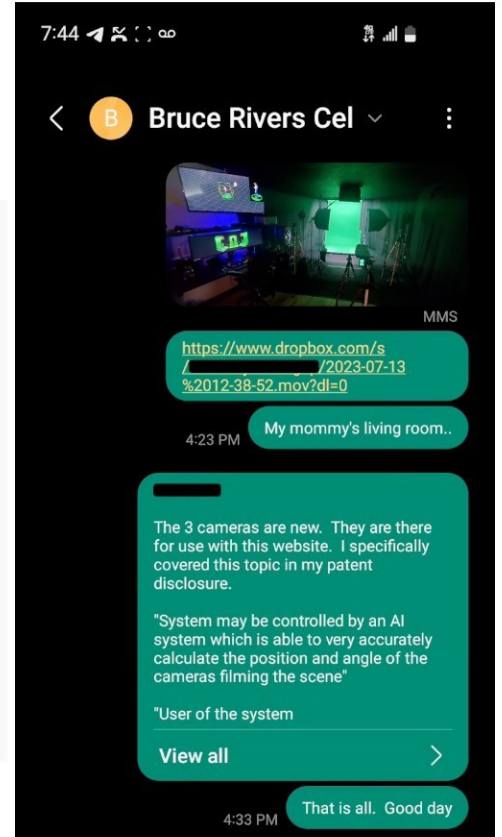 7:44
B Bruce Rivers Cel
MMS
https://www.dropbox.com/s
/ /2023-07-13
%2012-38-52.mov?dl=0
4:23 PM My mommy's living room..
The 3 cameras are new. They are there
for use with this website. I specifically
covered this topic in my patent
disclosure.
"System may be controlled by an AI
system which is able to very accurately
calculate the position and angle of the
cameras filming the scene"
"User of the system
View all
4:33 PM That is all. Good day